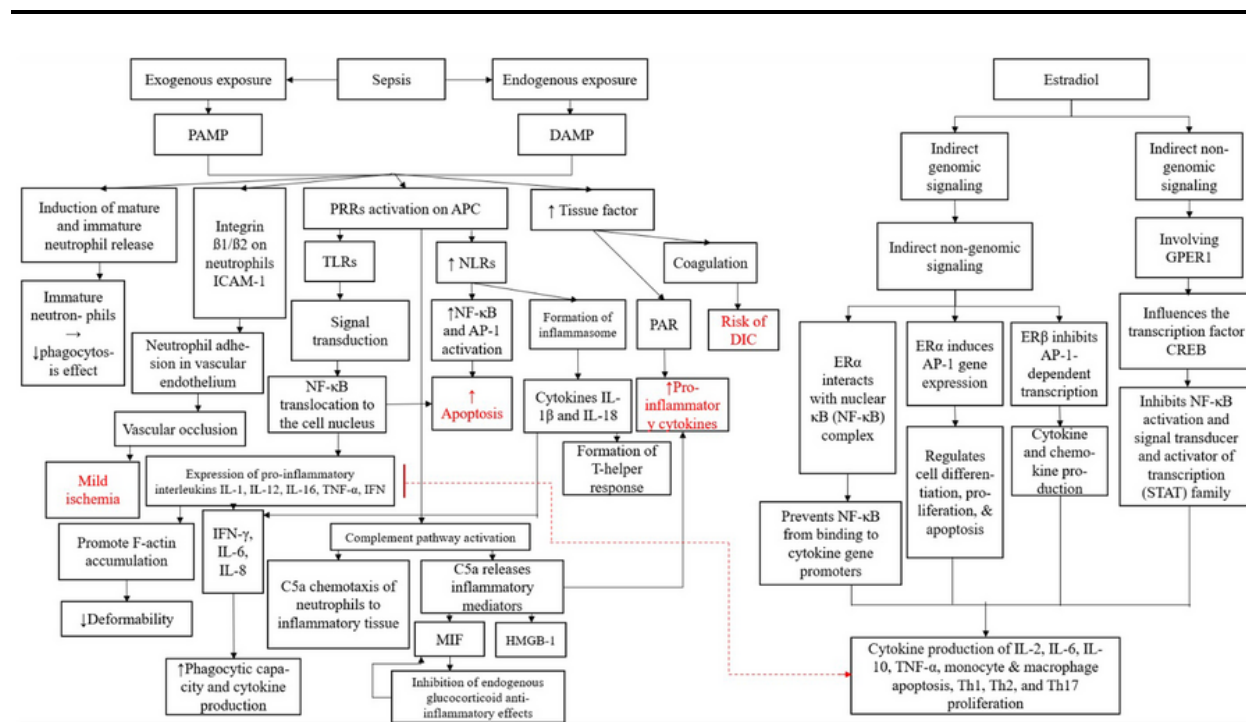 Exogenous exposure
Sepsis
Endogenous exposure
PAMP
DAMP
Induction of mature
and immature
neutrophil release
Integrin
ß1/ß2 on
neutrophils
ICAM-1
PRRs activation on APC
↑ Tissue factor
TLRs
↑ NLRs
Coagulation
Immature
neutron- phils
→
↓phagocytos-
is effect
Signal
transduction
↑NF-κB
and AP-1
activation
Formation of
inflammasome
PAR
Risk of
DIC
Neutrophil adhe-
sion in vascular
endothelium
NF-κB
translocation to
the cell nucleus
↑
Apoptosis
Cytokines IL-
1β and IL-18
↑Pro-
inflammator
y cytokines
Vascular occlusion
Formation of
T-helper
response
Mild
ischemia
Expression of pro-inflammatory
interleukins IL-1, IL-12, IL-16, TNF-α, IFN
Promote F-actin
accumulation
IFN-γ,
IL-6,
IL-8
Complement pathway activation
↓Deformability
C5a chemotaxis of
neutrophils to
inflammatory tissue
C5a releases
inflammatory
mediators
MIF
HMGB-1
↑Phagocytic capa-
city and cytokine
production
Inhibition of endogenous
glucocorticoid anti-
inflammatory effects
Estradiol
Indirect
genomic
signaling
Indirect non-
genomic
signaling
Indirect non-genomic
signaling
Involving
GPER1
ERα
interacts
with nuclear
κB (NF-κB)
complex
ERα induces
AP-1 gene
expression
ERβ inhibits
AP-1-
dependent
transcription
Influences the
transcription factor
CREB
Prevents NF-κB
from binding to
cytokine gene
promoters
Regulates
cell differen-
tiation, pro-
liferation, &
apoptosis
Cytokine
and chemo-
kine pro-
duction
Inhibits NF-κB
activation and
signal transducer
and activator of
transcription
(STAT) family
Cytokine production of IL-2, IL-6, IL-
10, TNF-α, monocyte & macrophage
apoptosis, Th1, Th2, and Th17
proliferation